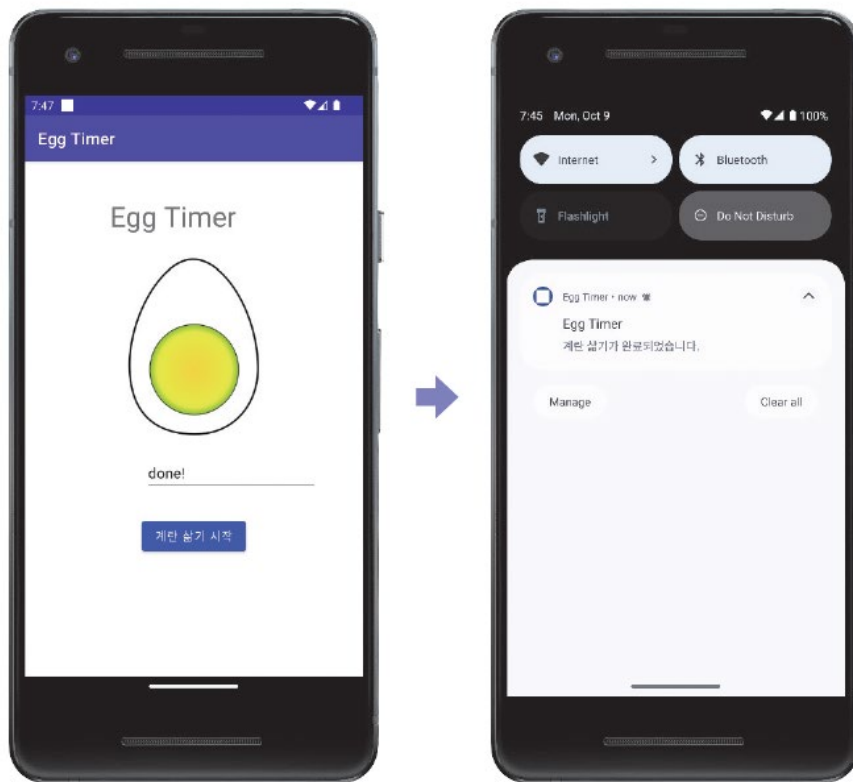 7:47
Egg Timer
Egg Timer
done!
계란 삶기 시작
7:45 Mon, Oct 9
100%
Internet
Bluetooth
Flashlight
Do Not Disturb
Egg Timer • now
Egg Timer
계란 삶기가 완료되었습니다.
Manage
Clear all